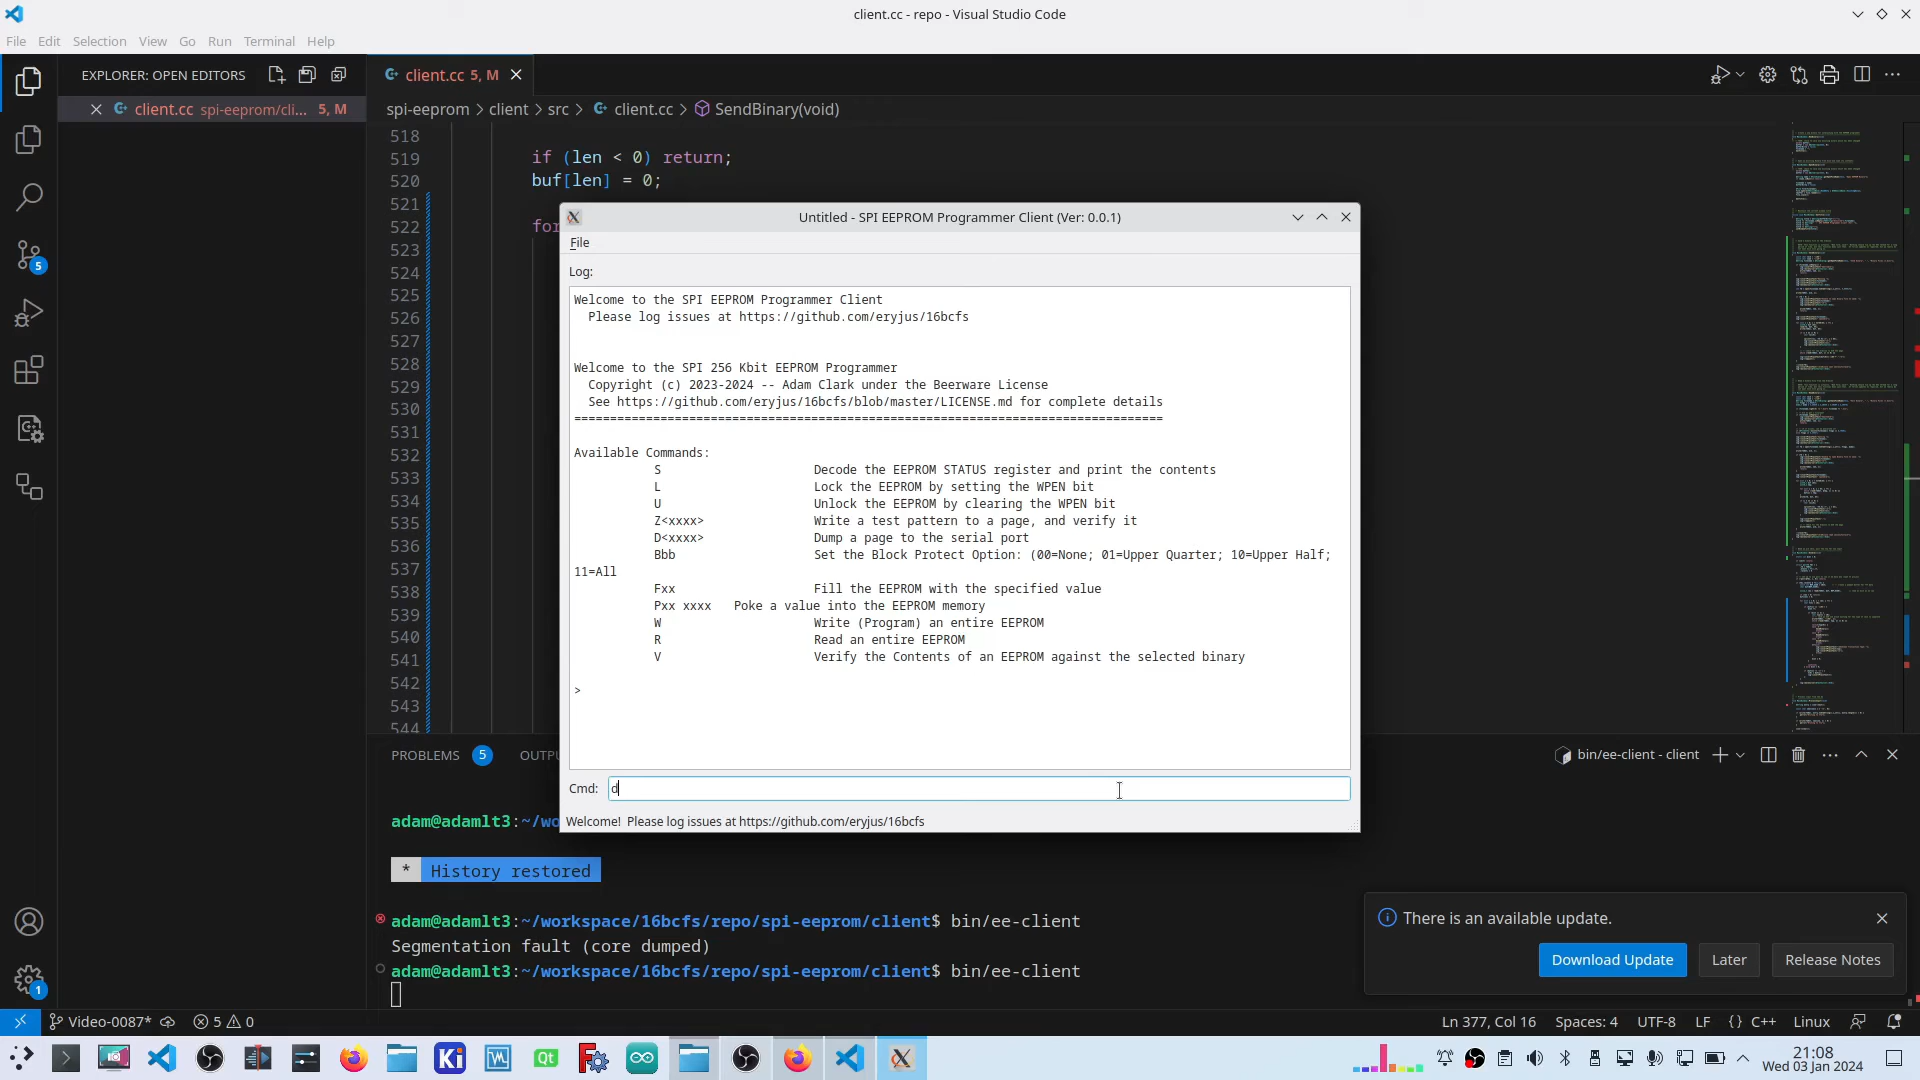 client.cc - repo - Visual Studio Code
File Edit Selection View Go Run Terminal Help
EXPLORER: OPEN EDITORS
client.cc 5, M
client.cc spi-eeprom/cli... 5, M
spi-eeprom > client > src > client.cc > SendBinary(void)
518
519 if (len < 0) return;
520 buf[len] = 0;
521
522 for
523
524
525
526
527
528
529
530
531
532
533
534
535
536
537
538
539
540
541
542
543
544
Untitled - SPI EEPROM Programmer Client (Ver: 0.0.1)
File
Log:
Welcome to the SPI EEPROM Programmer Client
Please log issues at https://github.com/eryjus/16bcfs
Welcome to the SPI 256 Kbit EEPROM Programmer
Copyright (c) 2023-2024 -- Adam Clark under the Beerware License
See https://github.com/eryjus/16bcfs/blob/master/LICENSE.md for complete details
==================================================================================
Available Commands:
S Decode the EEPROM STATUS register and print the contents
L Lock the EEPROM by setting the WPEN bit
U Unlock the EEPROM by clearing the WPEN bit
Z<xxxx> Write a test pattern to a page, and verify it
D<xxxx> Dump a page to the serial port
Bbb Set the Block Protect Option: (00=None; 01=Upper Quarter; 10=Upper Half;
11=All
Fxx Fill the EEPROM with the specified value
Pxx xxxx Poke a value into the EEPROM memory
W Write (Program) an entire EEPROM
R Read an entire EEPROM
V Verify the Contents of an EEPROM against the selected binary
>
Cmd: d
Welcome! Please log issues at https://github.com/eryjus/16bcfs
PROBLEMS 5 OUTPU
bin/ee-client - client
adam@adamlt3:~/wo
* History restored
adam@adamlt3:~/workspace/16bcfs/repo/spi-eeprom/client$ bin/ee-client
Segmentation fault (core dumped)
adam@adamlt3:~/workspace/16bcfs/repo/spi-eeprom/client$ bin/ee-client
There is an available update.
Download Update Later Release Notes
5
1
Video-0087* 5 0
Ln 377, Col 16 Spaces: 4 UTF-8 LF {} C++ Linux
Ki
Qt
21:08
Wed 03 Jan 2024